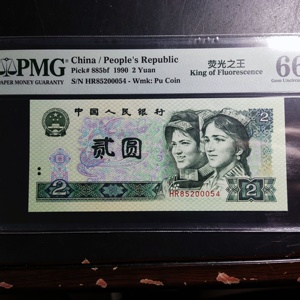 PMG
PAPER MONEY GUARANTY
China / People's Republic
Pick# 885bf 1990 2 Yuan
S/N HR85200054 - Wmk: Pu Coin
荧光之王
King of Fluorescence
66
中国人民银行
2
贰圆
2
2
HR85200054